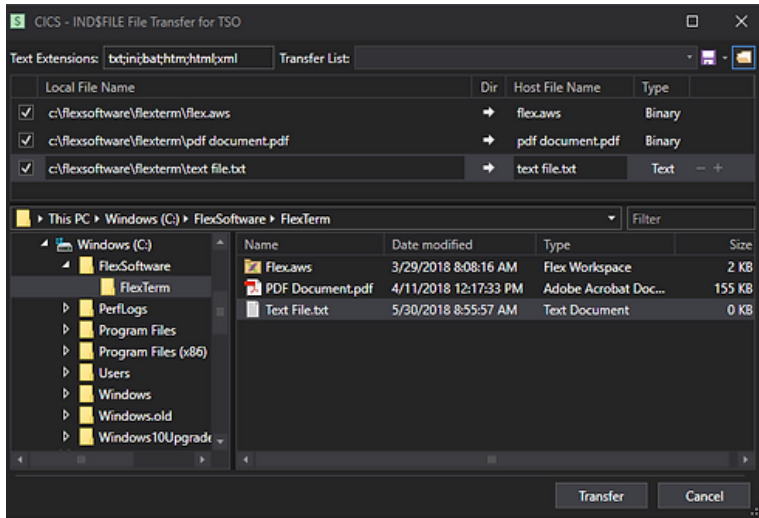 S CICS - IND$FILE File Transfer for TSO
Text Extensions: txt;ini;bat;htm;html;xml Transfer List:
Local File Name Dir Host File Name Type
c:\flexsoftware\flexterm\flex.aws flex.aws Binary
c:\flexsoftware\flexterm\pdf document.pdf pdf document.pdf Binary
c:\flexsoftware\flexterm\text file.txt text file.txt Text
This PC Windows (C:) FlexSoftware FlexTerm Filter
Windows (C:)
FlexSoftware
FlexTerm
PerfLogs
Program Files
Program Files (x86)
Users
Windows
Windows.old
Windows10Upgrade
Name Date modified Type Size
Flex.aws 3/29/2018 8:08:16 AM Flex Workspace 2 KB
PDF Document.pdf 4/11/2018 12:17:33 PM Adobe Acrobat Doc... 155 KB
Text File.txt 5/30/2018 8:55:57 AM Text Document 0 KB
Transfer Cancel